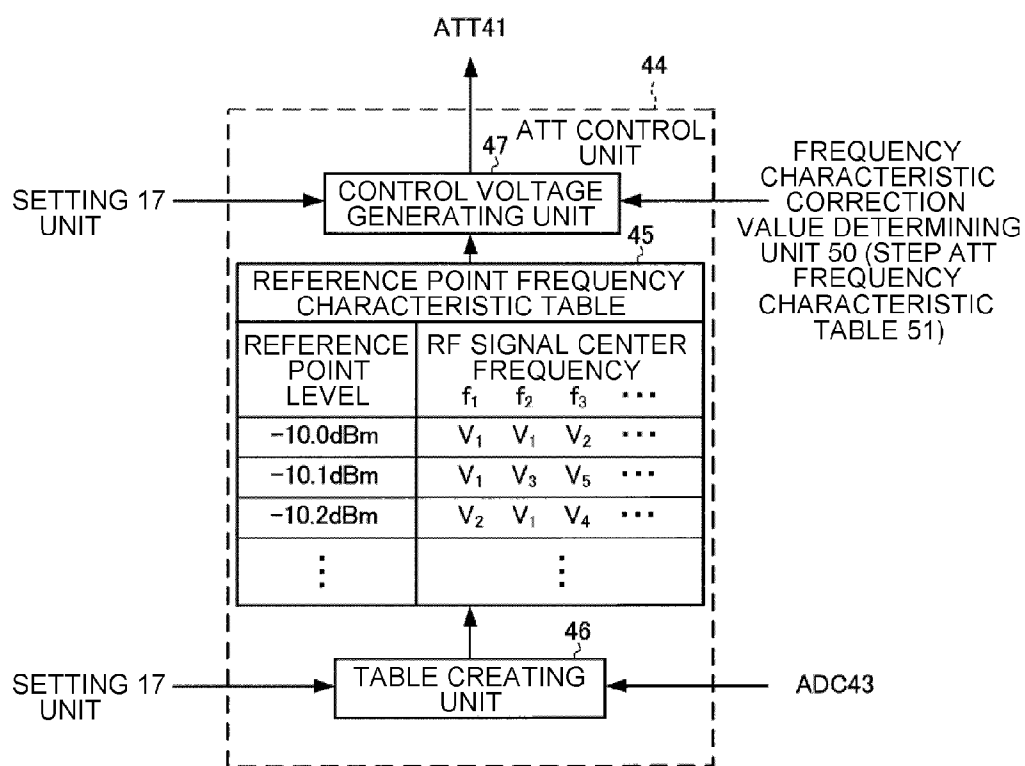 ATT41
44
ATT CONTROL
UNIT
47
SETTING 17
UNIT
CONTROL VOLTAGE
GENERATING UNIT
FREQUENCY
CHARACTERISTIC
CORRECTION
VALUE DETERMINING
UNIT 50 (STEP ATT
FREQUENCY
CHARACTERISTIC
TABLE 51)
45
REFERENCE POINT FREQUENCY
CHARACTERISTIC TABLE
REFERENCE
POINT
LEVEL
RF SIGNAL CENTER
FREQUENCY
f₁ f₂ f₃ ⋯
−10.0dBm V₁ V₁ V₂ ⋯
−10.1dBm V₁ V₃ V₅ ⋯
−10.2dBm V₂ V₁ V₄ ⋯
⋮ ⋮
46
SETTING 17
UNIT
TABLE CREATING
UNIT
ADC43